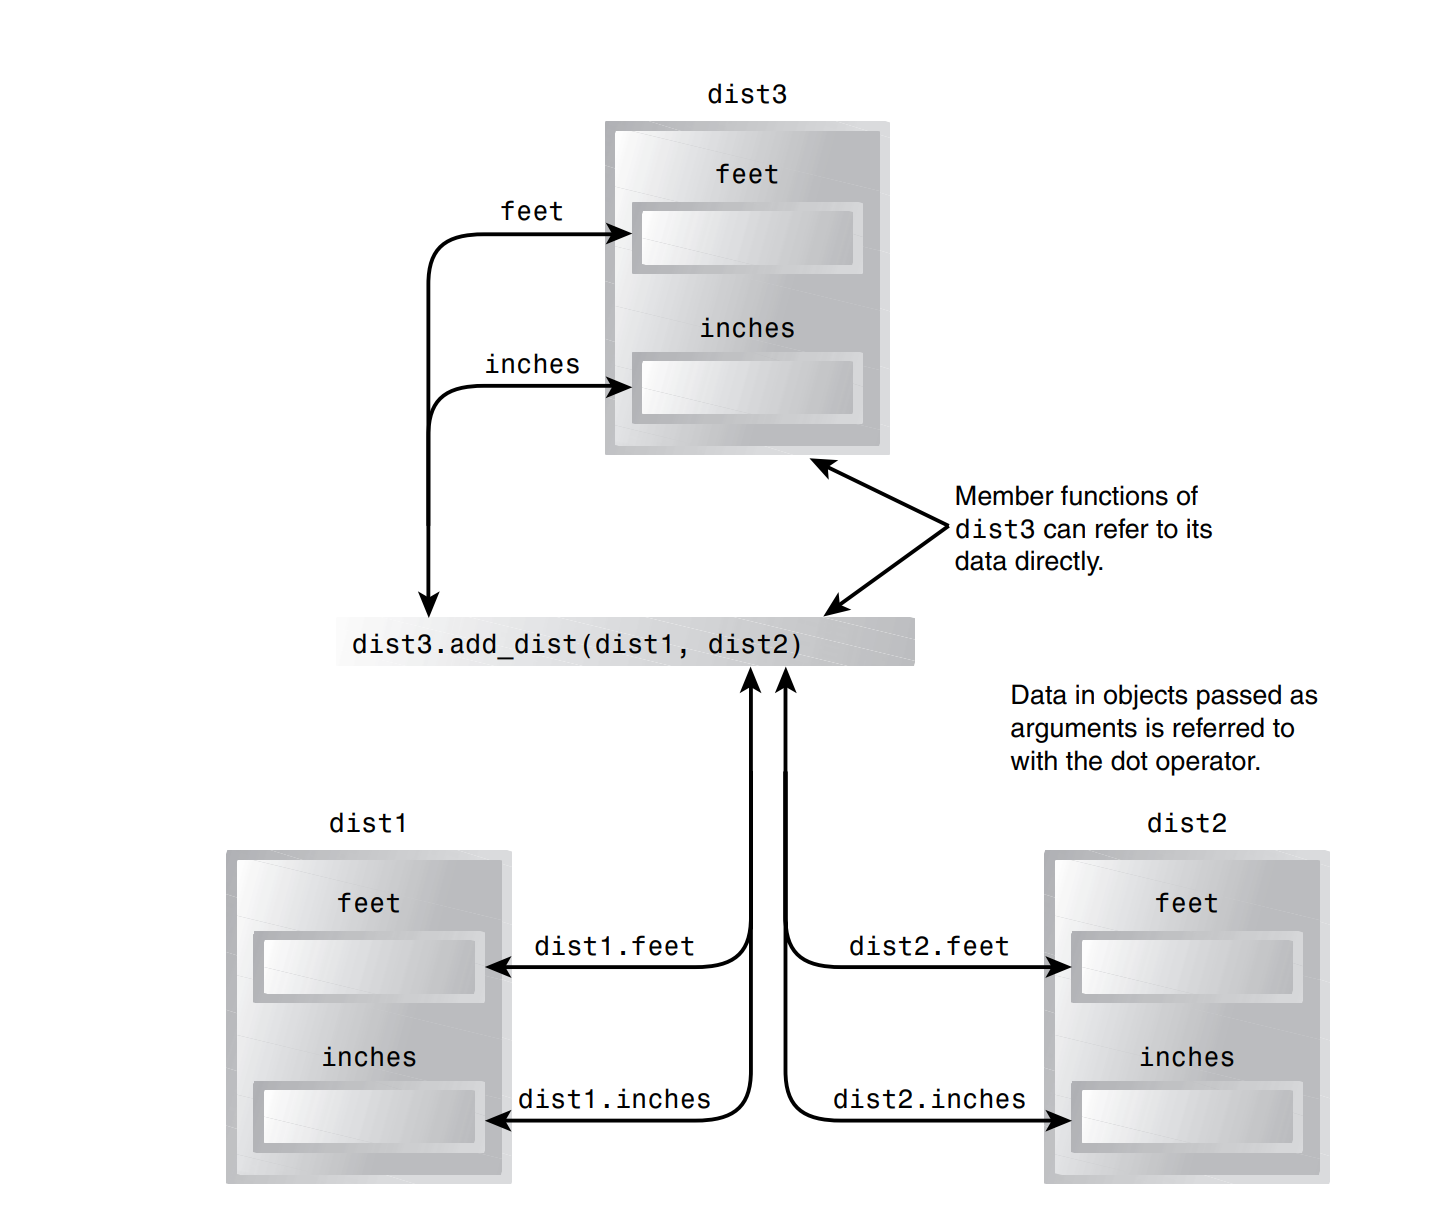 dist3
feet
feet
inches
inches
Member functions of
dist3 can refer to its
data directly.
dist3.add_dist(dist1, dist2)
Data in objects passed as
arguments is referred to
with the dot operator.
dist1
dist2
feet
feet
dist1.feet
dist2.feet
inches
inches
dist1.inches
dist2.inches